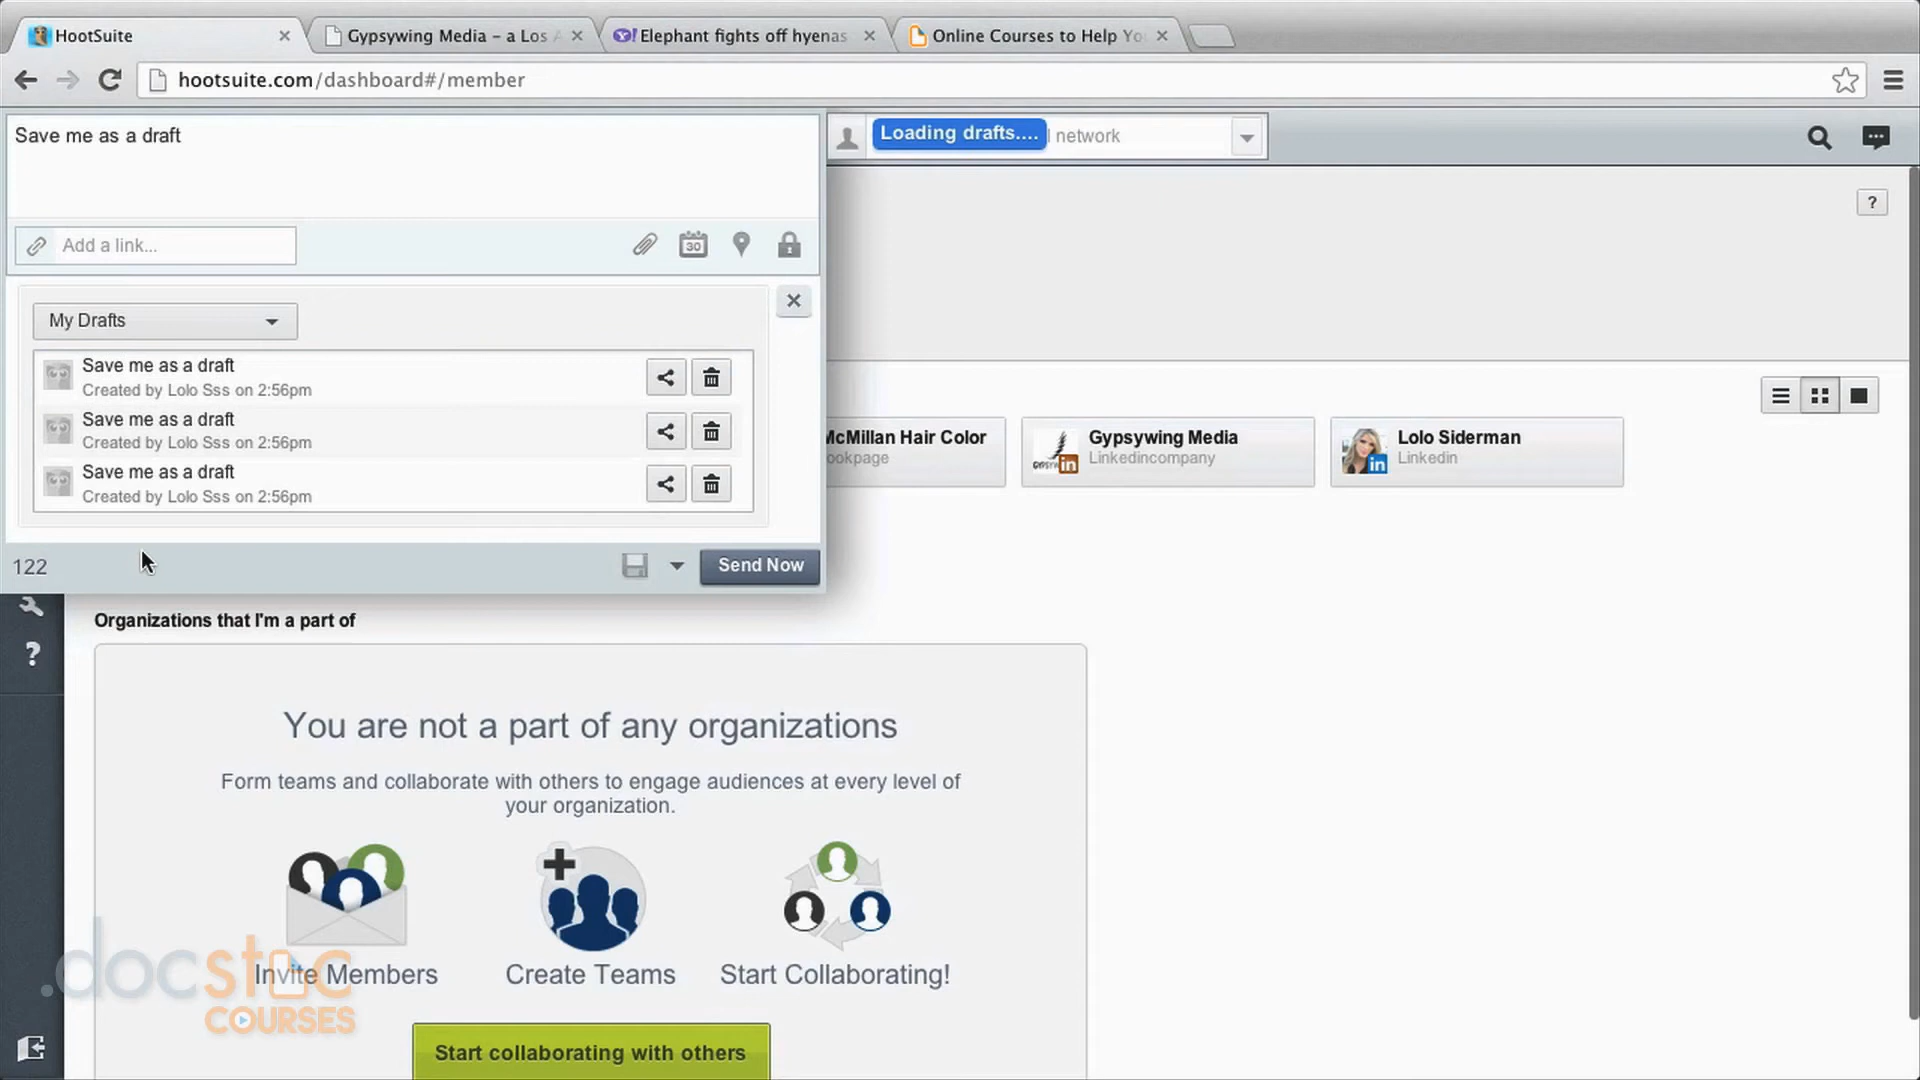 HootSuite
Gypsywing Media – a Los A
Elephant fights off hyenas
Online Courses to Help Yo
hootsuite.com/dashboard#/member
Save me as a draft
Loading drafts....
network
?
Add a link...
30
My Drafts
Save me as a draft
Created by Lolo Sss on 2:56pm
Save me as a draft
Created by Lolo Sss on 2:56pm
Save me as a draft
Created by Lolo Sss on 2:56pm
McMillan Hair Color
ookpage
Gypsywing Media
Linkedincompany
in
Lolo Siderman
Linkedin
in
122
Send Now
Organizations that I'm a part of
?
You are not a part of any organizations
Form teams and collaborate with others to engage audiences at every level of
your organization.
Invite Members
Create Teams
Start Collaborating!
.docstoc
COURSES
Start collaborating with others